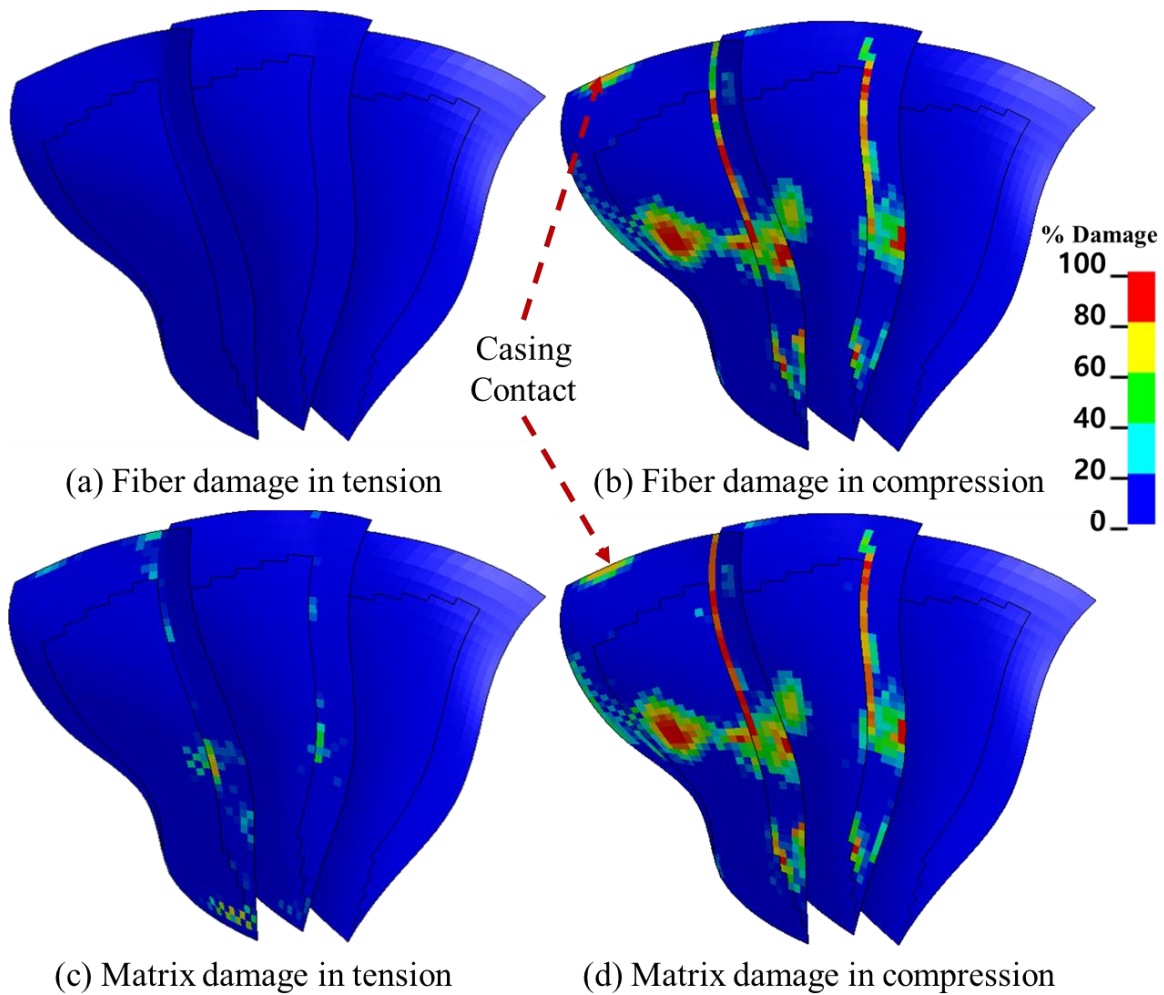 % Damage
100
80
60
40
20
0
Casing
Contact
(a) Fiber damage in tension
(b) Fiber damage in compression
(c) Matrix damage in tension
(d) Matrix damage in compression